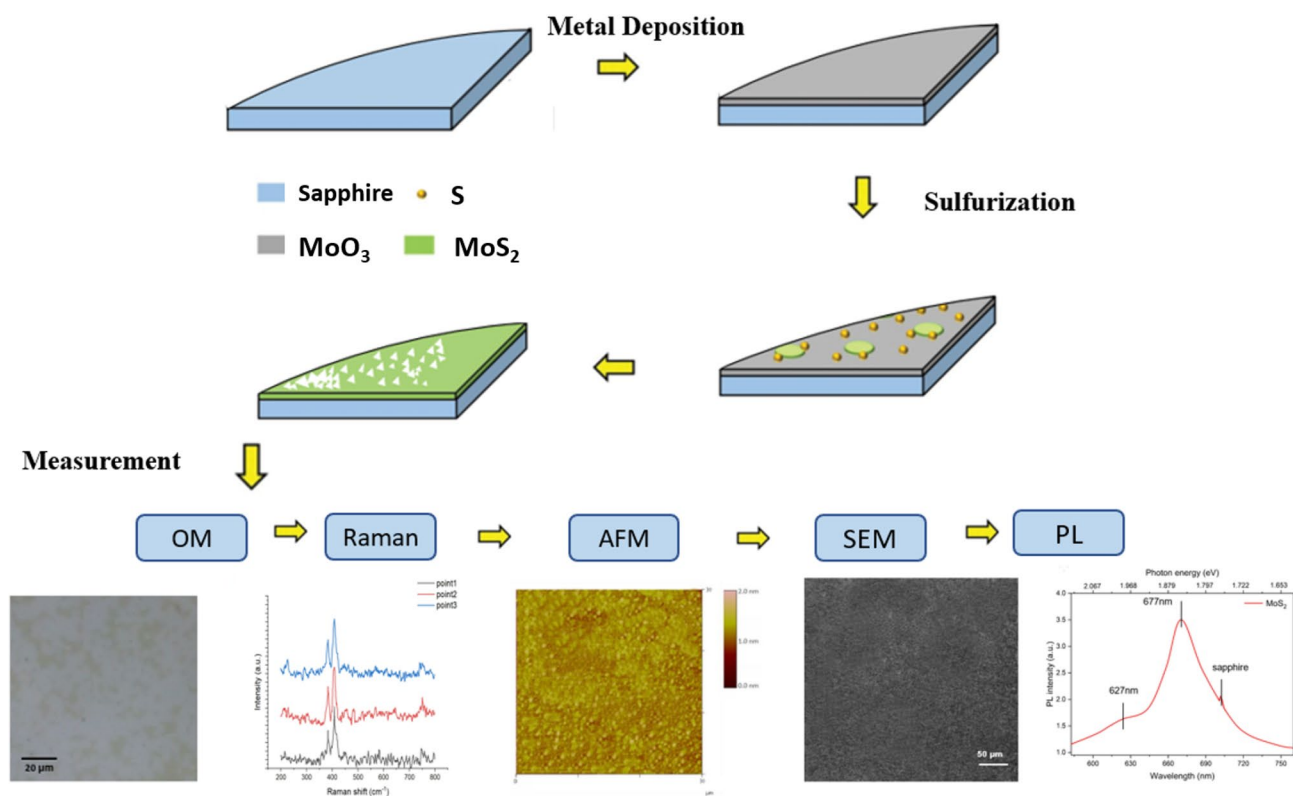 Metal Deposition
Sapphire S
MoO₃ MoS₂
Sulfurization
Measurement
OM
Raman
AFM
SEM
PL
20 μm
point1
point2
point3
Intensity (a.u.)
200 300 400 500 600 700 800
Raman shift (cm⁻¹)
30
2.0 nm
1.0 nm
0.0 nm
0
30
μm
50 μm
Photon energy (eV)
2.067 1.968 1.879 1.797 1.722 1.653
4.0
3.5
3.0
2.5
2.0
1.5
1.0
PL intensity (a.u.)
677nm
MoS₂
sapphire
627nm
600 630 660 690 720 750
Wavelength (nm)